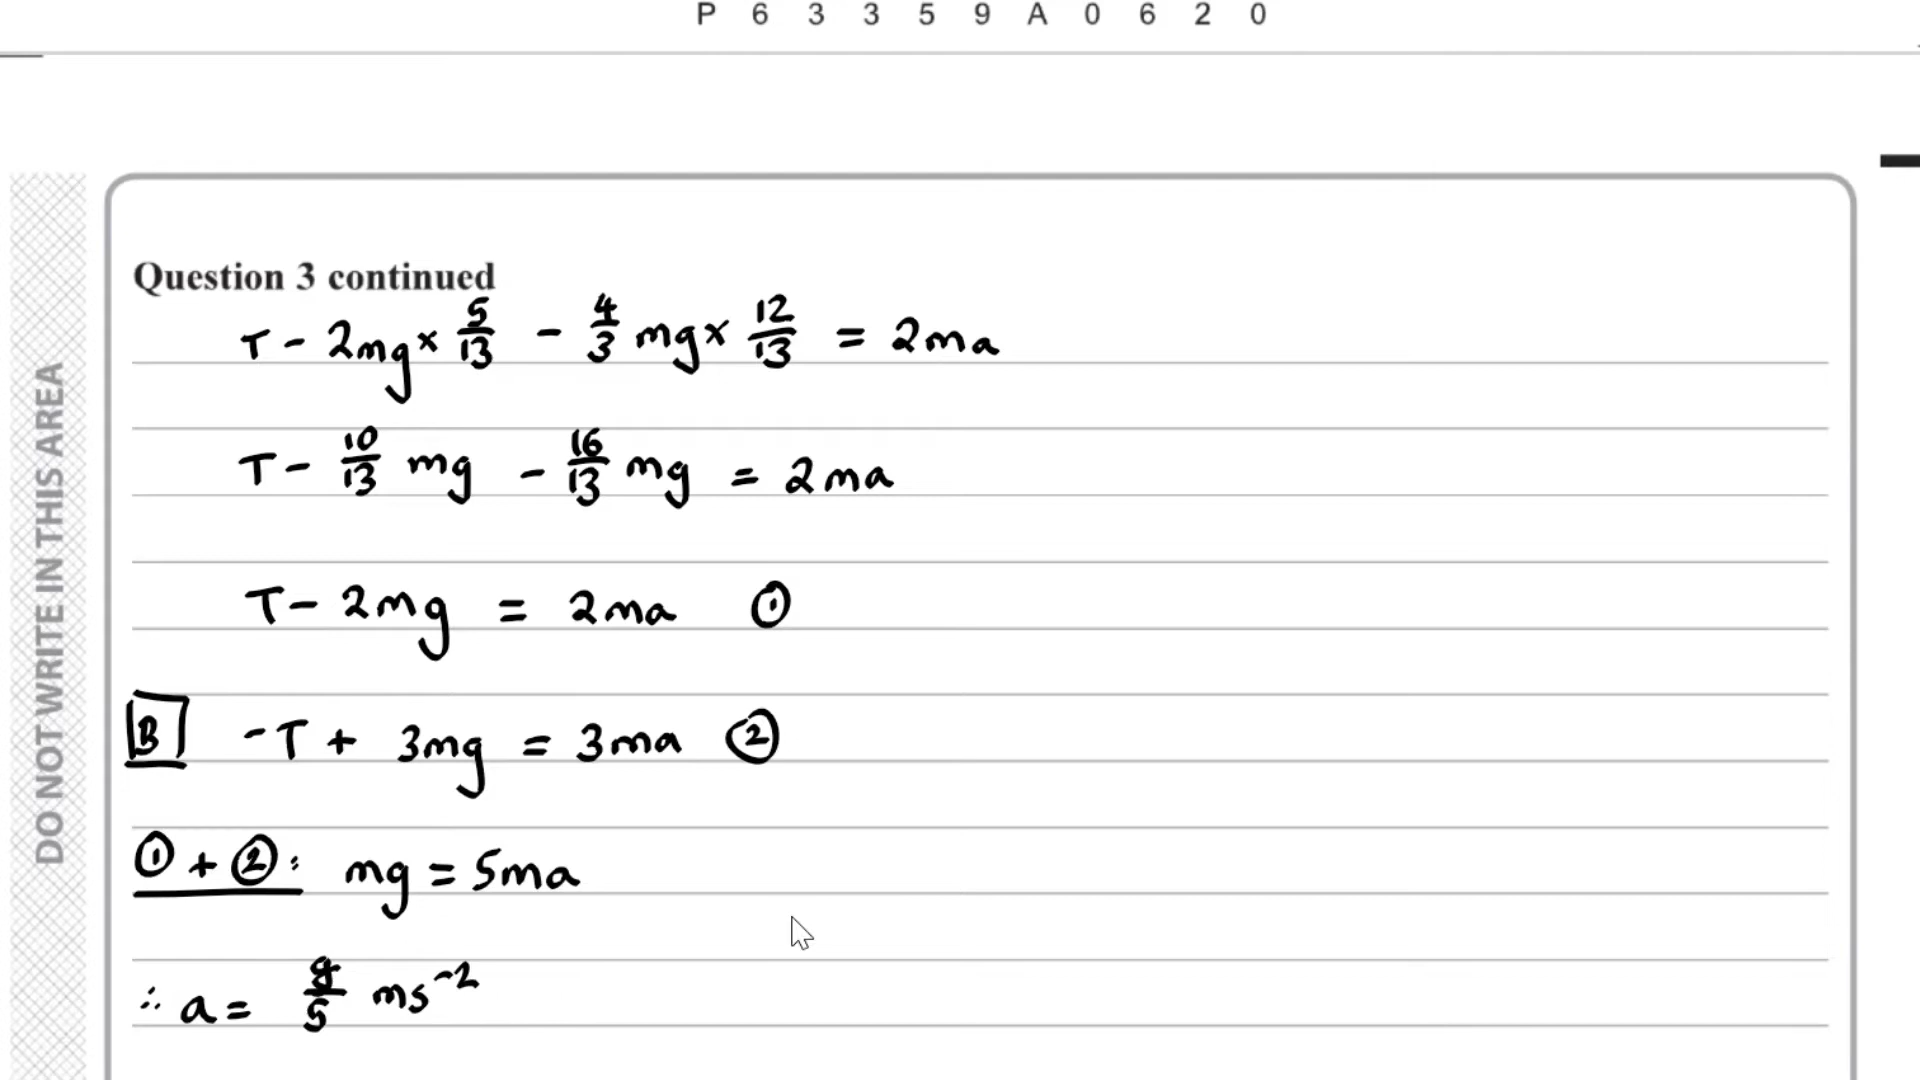 P 6 3 3 5 9 A 0 6 2 0
Question 3 continued
T - 2mg × 5/13 - 4/3 mg × 12/13 = 2ma
T - 10/13 mg - 16/13 mg = 2ma
T - 2mg = 2ma ①
B -T + 3mg = 3ma ②
① + ②: mg = 5ma
∴ a = g/5 ms⁻²
DO NOT WRITE IN THIS AREA